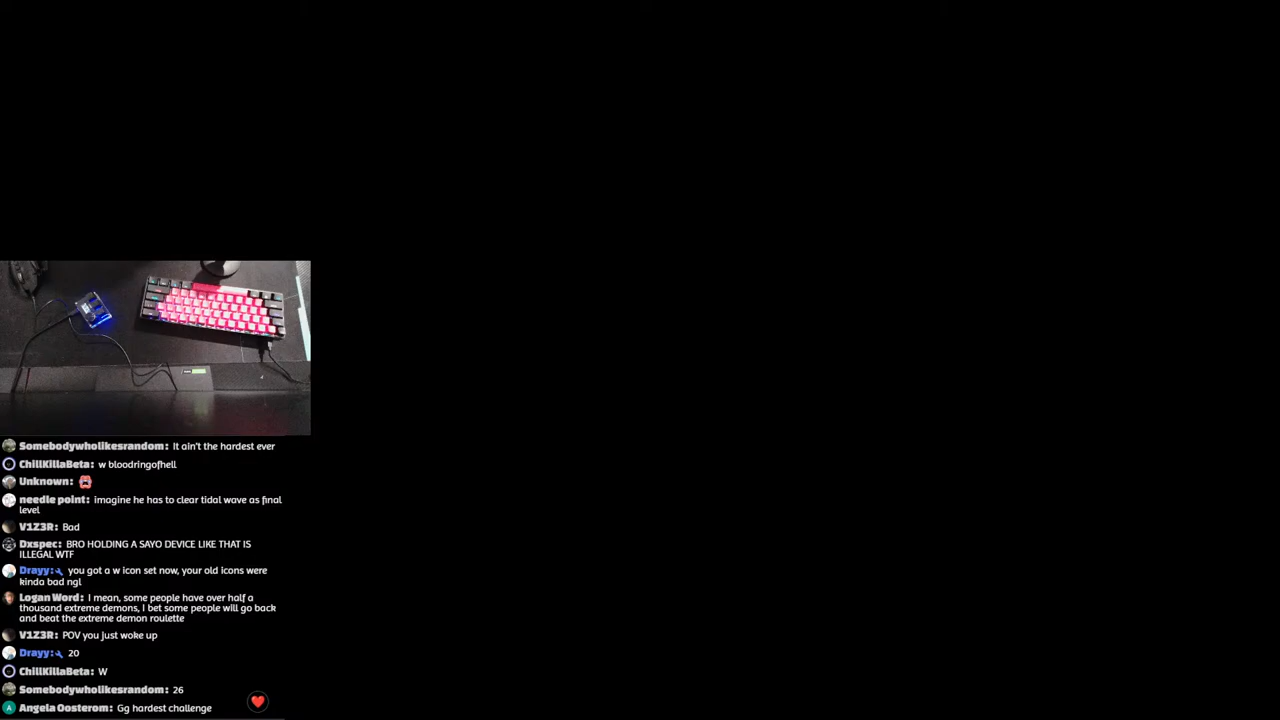 Somebodywholikesrandom: It ain't the hardest ever
ChillKillaBeta: w bloodringofhell
Unknown:
needle point: imagine he has to clear tidal wave as final
level
V1Z3R: Bad
Dxspec: BRO HOLDING A SAYO DEVICE LIKE THAT IS
ILLEGAL WTF
Drayy: you got a w icon set now, your old icons were
kinda bad ngl
Logan Word: I mean, some people have over half a
thousand extreme demons, I bet some people will go back
and beat the extreme demon roulette
V1Z3R: POV you just woke up
Drayy: 20
ChillKillaBeta: W
Somebodywholikesrandom: 26
A Angela Oosterom: Gg hardest challenge